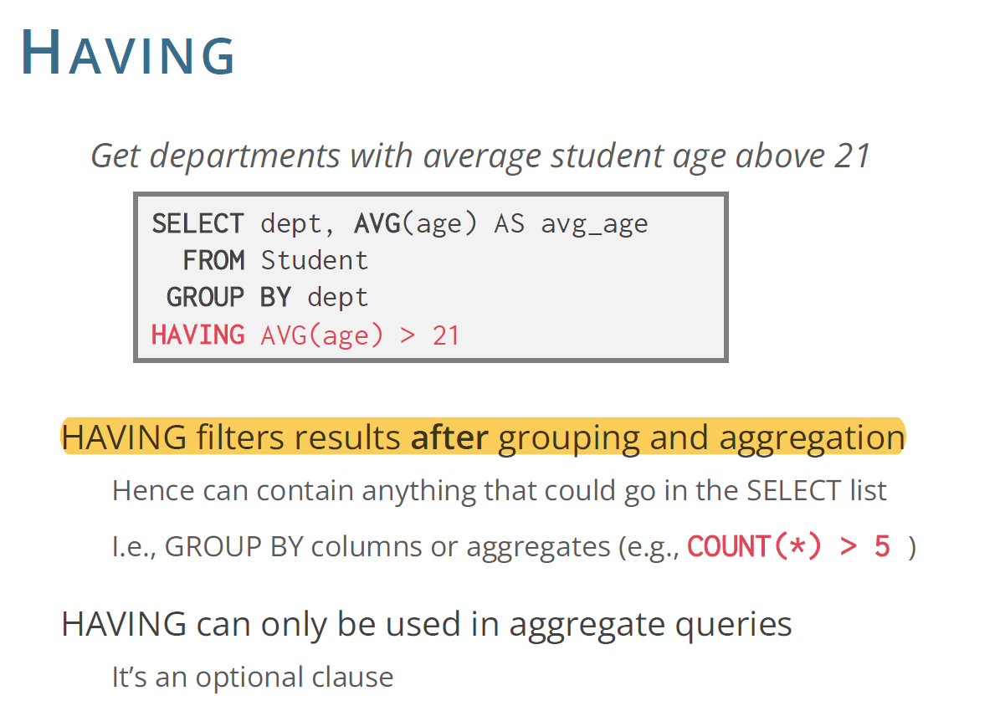 HAVING
Get departments with average student age above 21
SELECT dept, AVG(age) AS avg_age
FROM Student
GROUP BY dept
HAVING AVG(age) > 21
HAVING filters results after grouping and aggregation
Hence can contain anything that could go in the SELECT list
I.e., GROUP BY columns or aggregates (e.g., COUNT(*) > 5 )
HAVING can only be used in aggregate queries
It’s an optional clause